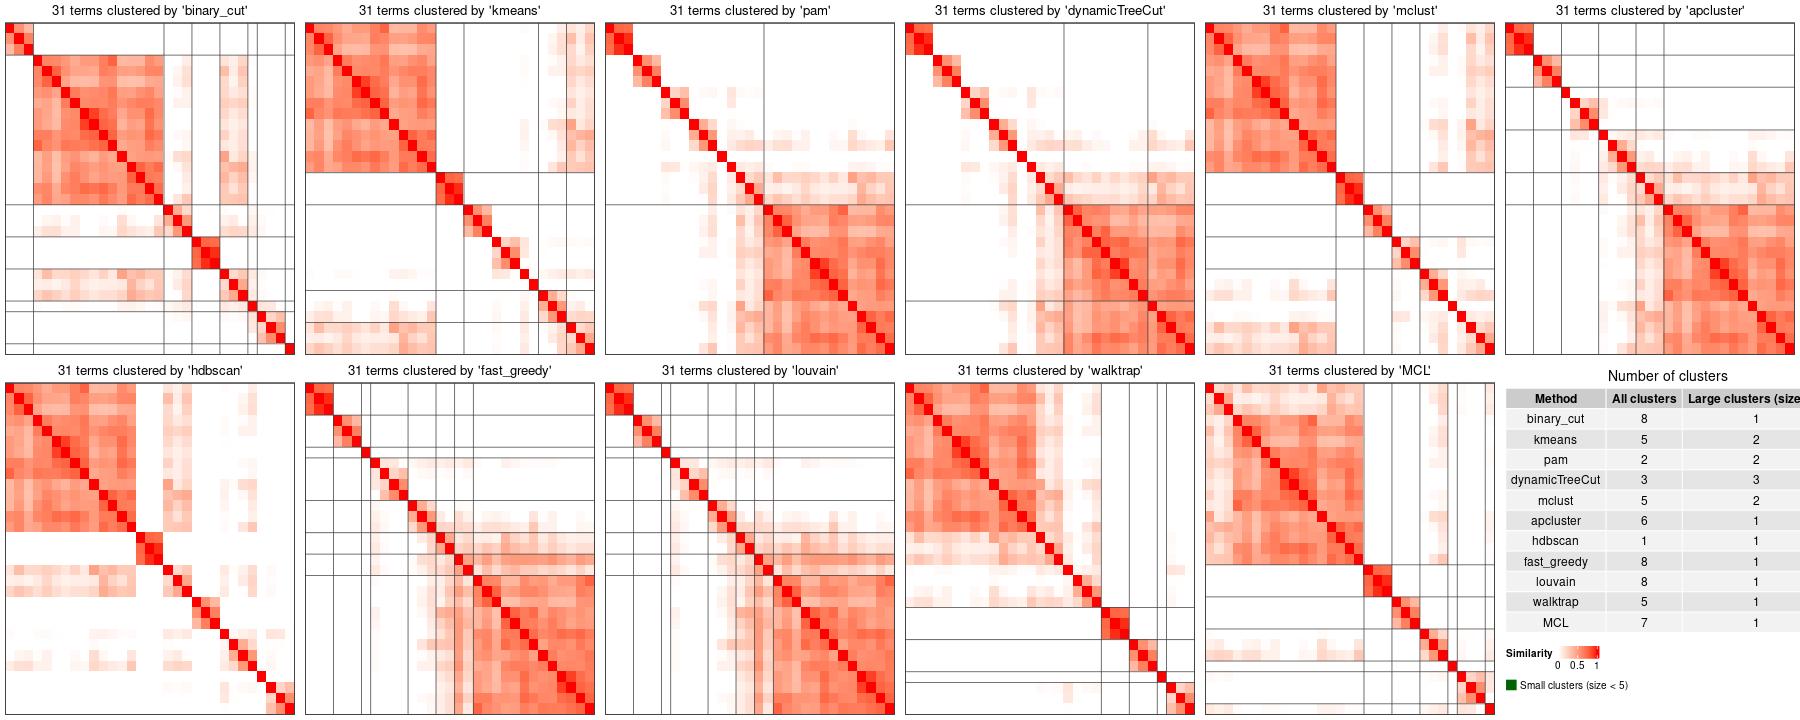 31 terms clustered by 'binary_cut'
31 terms clustered by 'kmeans'
31 terms clustered by 'pam'
31 terms clustered by 'dynamicTreeCut'
31 terms clustered by 'mclust'
31 terms clustered by 'apcluster'
31 terms clustered by 'hdbscan'
31 terms clustered by 'fast_greedy'
31 terms clustered by 'louvain'
31 terms clustered by 'walktrap'
31 terms clustered by 'MCL'
Number of clusters
Method All clusters Large clusters (size
binary_cut 8 1
kmeans 5 2
pam 2 2
dynamicTreeCut 3 3
mclust 5 2
apcluster 6 1
hdbscan 1 1
fast_greedy 8 1
louvain 8 1
walktrap 5 1
MCL 7 1
Similarity
0 0.5 1
Small clusters (size < 5)